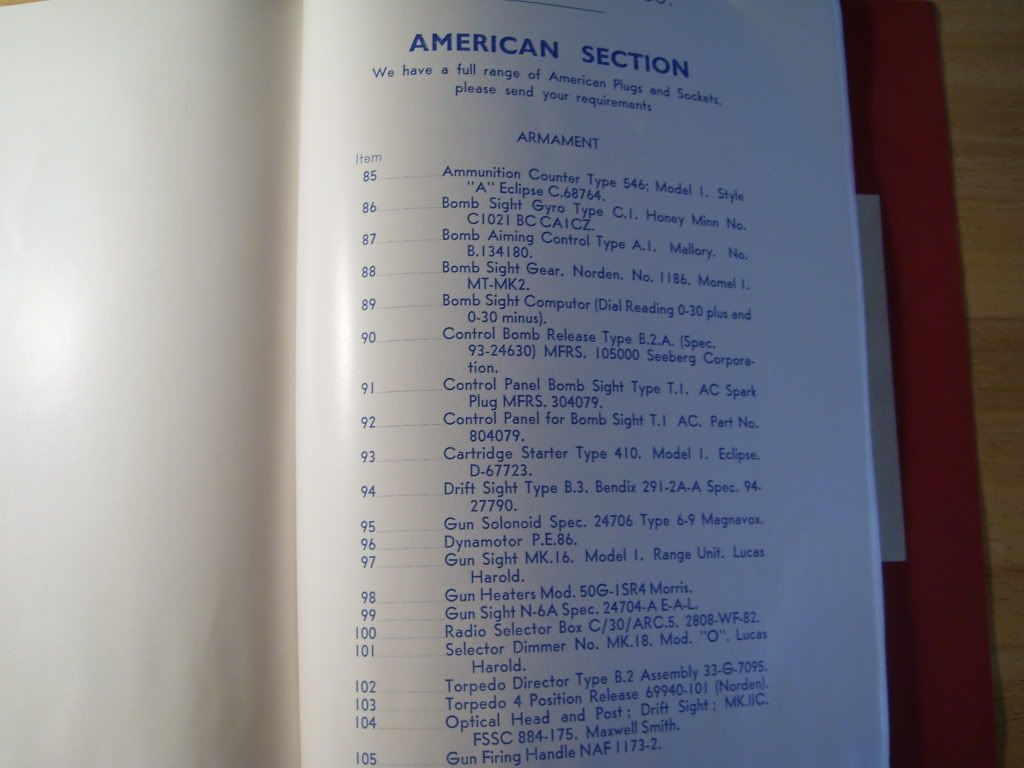 AMERICAN SECTION
We have a full range of American Plugs and Sockets,
please send your requirements
ARMAMENT
Item
85 Ammunition Counter Type 546; Model 1. Style
"A" Eclipse C.68764.
86 Bomb Sight Gyro Type C.1. Honey Minn No.
C1021 BC CA1CZ.
87 Bomb Aiming Control Type A.1. Mallory. No.
B.134180.
88 Bomb Sight Gear. Norden. No. 1186. Momel 1.
MT-MK2.
89 Bomb Sight Computor (Dial Reading 0-30 plus and
0-30 minus).
90 Control Bomb Release Type B.2.A. (Spec.
93-24630) MFRS. 105000 Seeberg Corpora-
tion.
91 Control Panel Bomb Sight Type T.1. AC Spark
Plug MFRS. 304079.
92 Control Panel for Bomb Sight T.1 AC. Part No.
804079.
93 Cartridge Starter Type 410. Model 1. Eclipse.
D-67723.
94 Drift Sight Type B.3. Bendix 291-2A-A Spec. 94-
27790.
95 Gun Solonoid Spec. 24706 Type 6-9 Magnavox.
96 Dynamotor P.E.86.
97 Gun Sight MK.16. Model 1. Range Unit. Lucas
Harold.
98 Gun Heaters Mod. 50G-1SR4 Morris.
99 Gun Sight N-6A Spec. 24704-A E-A-L.
100 Radio Selector Box C/30/ARC.5. 2808-WF-82.
101 Selector Dimmer No. MK.18. Mod. "O". Lucas
Harold.
102 Torpedo Director Type B.2 Assembly 33-G-7095.
103 Torpedo 4 Position Release 69940-101 (Norden).
104 Optical Head and Post; Drift Sight; MK.IIC.
FSSC 884-175. Maxwell Smith.
105 Gun Firing Handle NAF 1173-2.